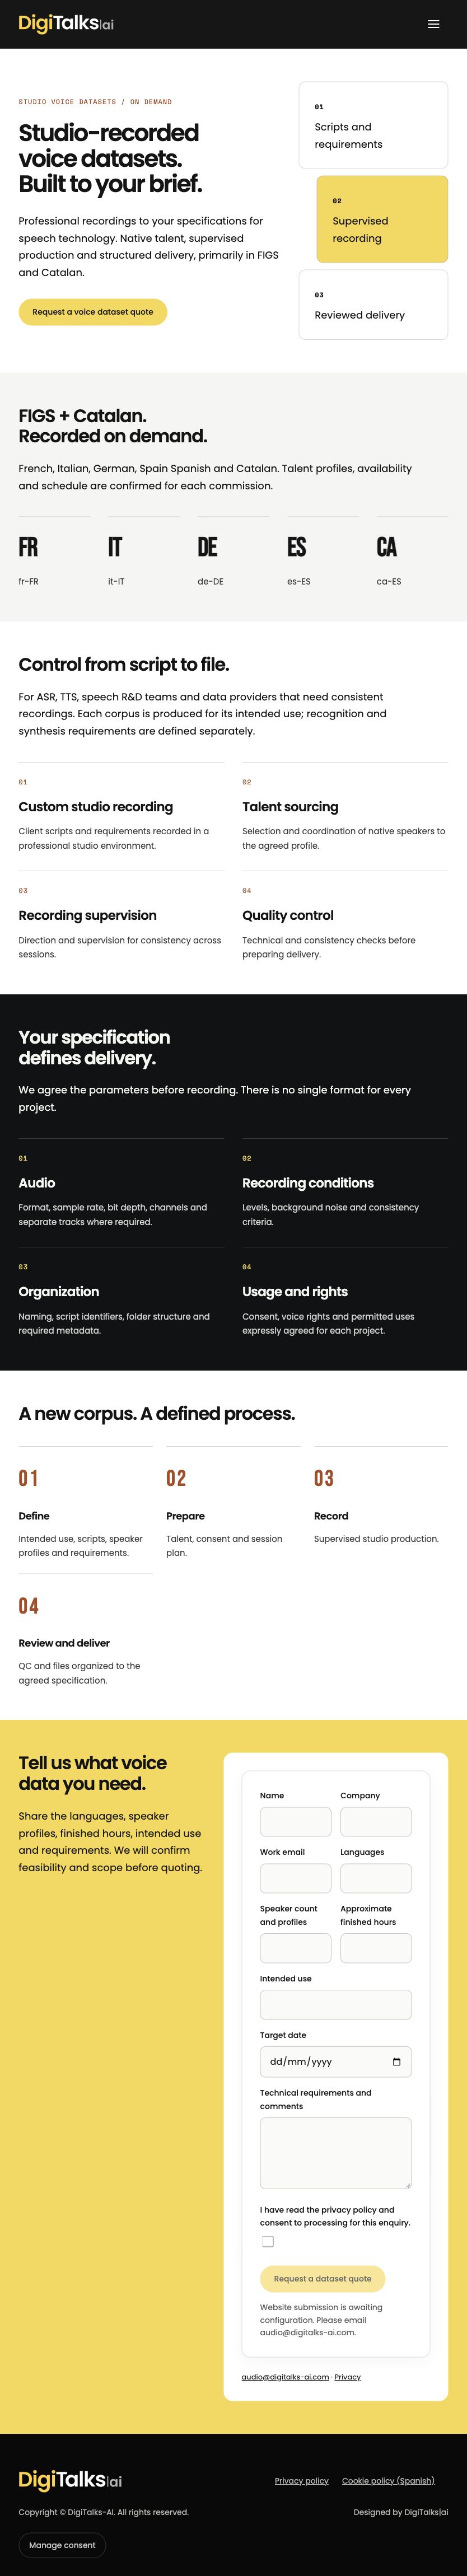 DigiTalks|ai
STUDIO VOICE DATASETS / ON DEMAND
Studio-recorded
voice datasets.
Built to your brief.
Professional recordings to your specifications for
speech technology. Native talent, supervised
production and structured delivery, primarily in FIGS
and Catalan.
Request a voice dataset quote
01
Scripts and
requirements
02
Supervised
recording
03
Reviewed delivery
FIGS + Catalan.
Recorded on demand.
French, Italian, German, Spain Spanish and Catalan. Talent profiles, availability
and schedule are confirmed for each commission.
FR
IT
DE
ES
CA
fr-FR
it-IT
de-DE
es-ES
ca-ES
Control from script to file.
For ASR, TTS, speech R&D teams and data providers that need consistent
recordings. Each corpus is produced for its intended use; recognition and
synthesis requirements are defined separately.
01
Custom studio recording
Client scripts and requirements recorded in a
professional studio environment.
02
Talent sourcing
Selection and coordination of native speakers to
the agreed profile.
03
Recording supervision
Direction and supervision for consistency across
sessions.
04
Quality control
Technical and consistency checks before
preparing delivery.
Your specification
defines delivery.
We agree the parameters before recording. There is no single format for every
project.
01
Audio
Format, sample rate, bit depth, channels and
separate tracks where required.
02
Recording conditions
Levels, background noise and consistency
criteria.
03
Organization
Naming, script identifiers, folder structure and
required metadata.
04
Usage and rights
Consent, voice rights and permitted uses
expressly agreed for each project.
A new corpus. A defined process.
01
Define
Intended use, scripts, speaker
profiles and requirements.
02
Prepare
Talent, consent and session
plan.
03
Record
Supervised studio production.
04
Review and deliver
QC and files organized to the
agreed specification.
Tell us what voice
data you need.
Share the languages, speaker
profiles, finished hours, intended use
and requirements. We will confirm
feasibility and scope before quoting.
Name
Company
Work email
Languages
Speaker count
and profiles
Approximate
finished hours
Intended use
Target date
dd/mm/yyyy
Technical requirements and
comments
I have read the privacy policy and
consent to processing for this enquiry.
Request a dataset quote
Website submission is awaiting
configuration. Please email
audio@digitalks-ai.com.
audio@digitalks-ai.com · Privacy
DigiTalks|ai
Privacy policy
Cookie policy (Spanish)
Copyright © DigiTalks-AI. All rights reserved.
Designed by DigiTalks|ai
Manage consent